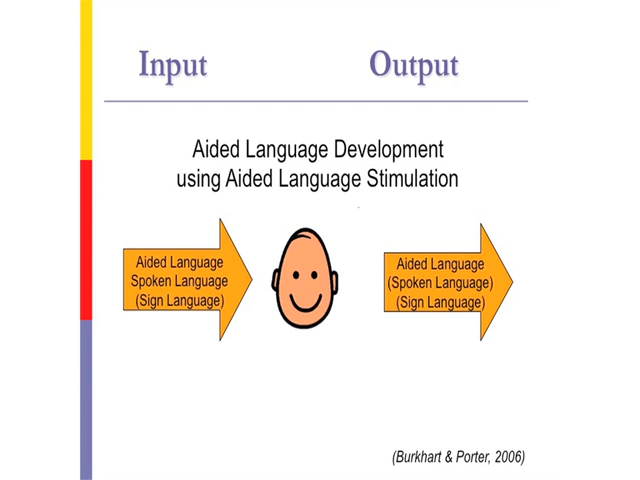 Input Output
Aided Language Development
using Aided Language Stimulation
Aided Language
Spoken Language
(Sign Language)
Aided Language
(Spoken Language)
(Sign Language)
(Burkhart & Porter, 2006)